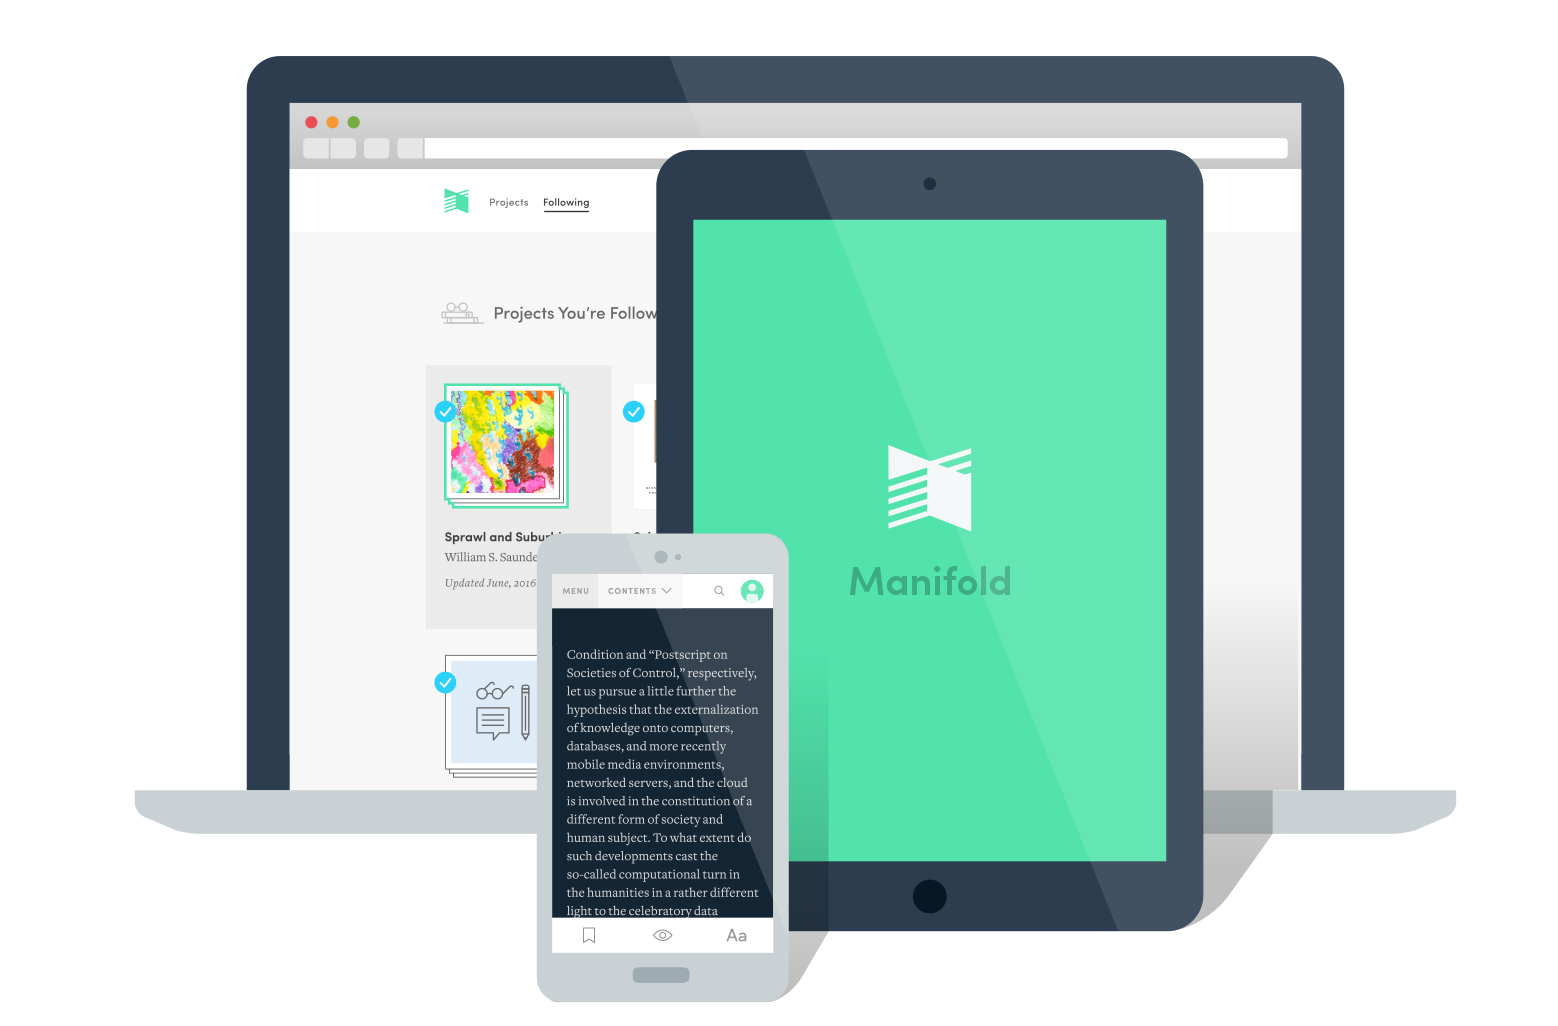 Projects Following
Projects You’re Follow
Sprawl and Subur
William S. Saunde
Updated June, 2016
Manifold
MENU CONTENTS
Condition and “Postscript on
Societies of Control,” respectively,
let us pursue a little further the
hypothesis that the externalization
of knowledge onto computers,
databases, and more recently
mobile media environments,
networked servers, and the cloud
is involved in the constitution of a
different form of society and
human subject. To what extent do
such developments cast the
so-called computational turn in
the humanities in a rather different
light to the celebratory data
Aa